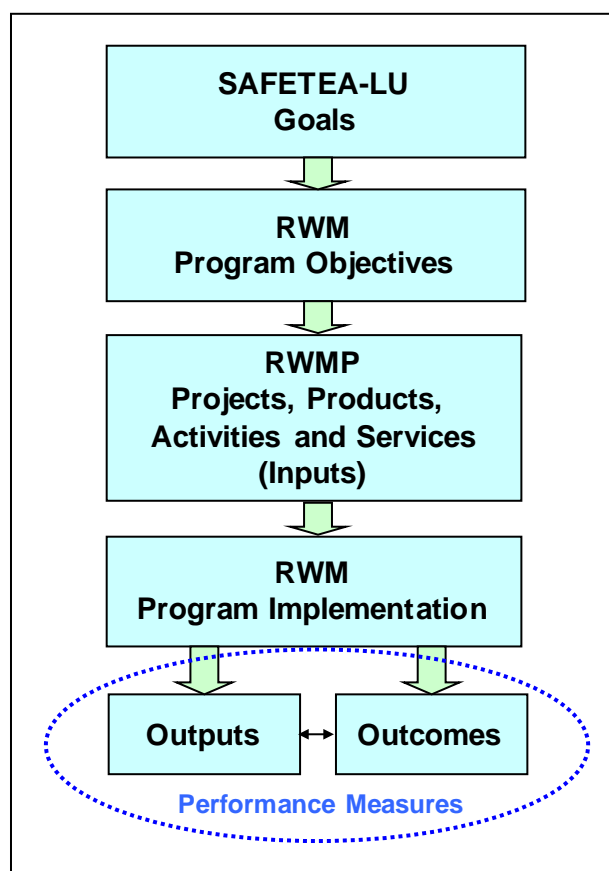 SAFETEA-LU
Goals
RWM
Program Objectives
RWMP
Projects, Products,
Activities and Services
(Inputs)
RWM
Program Implementation
Outputs
Outcomes
Performance Measures